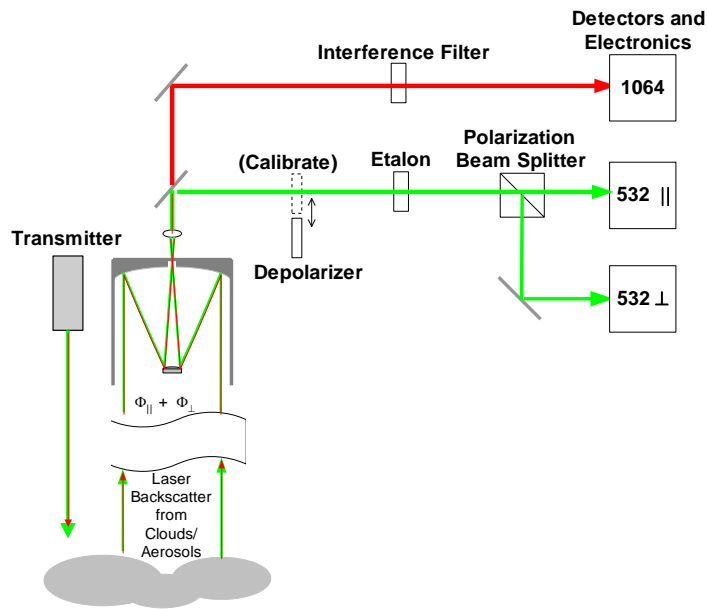 Detectors and
Electronics
Interference Filter
1064
Polarization
Beam Splitter
(Calibrate)
Etalon
532 ||
Transmitter
Depolarizer
532 ⊥
Φ|| + Φ⊥
Laser
Backscatter
from
Clouds/
Aerosols